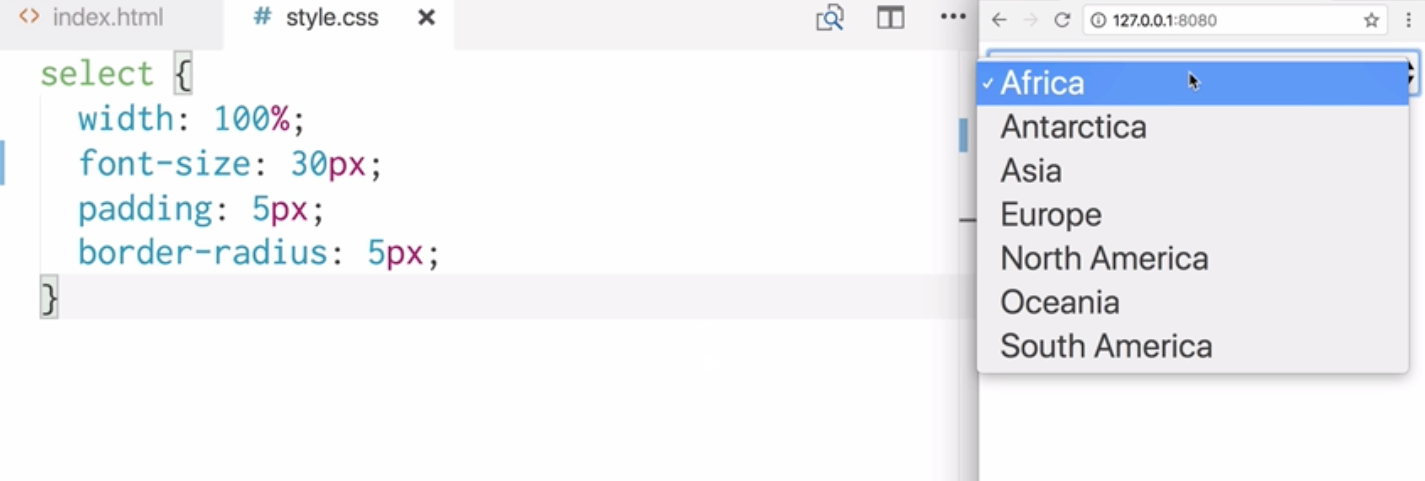 <> index.html
# style.css
select {
width: 100%;
font-size: 30px;
padding: 5px;
border-radius: 5px;
}
127.0.0.1:8080
Africa
Antarctica
Asia
Europe
North America
Oceania
South America